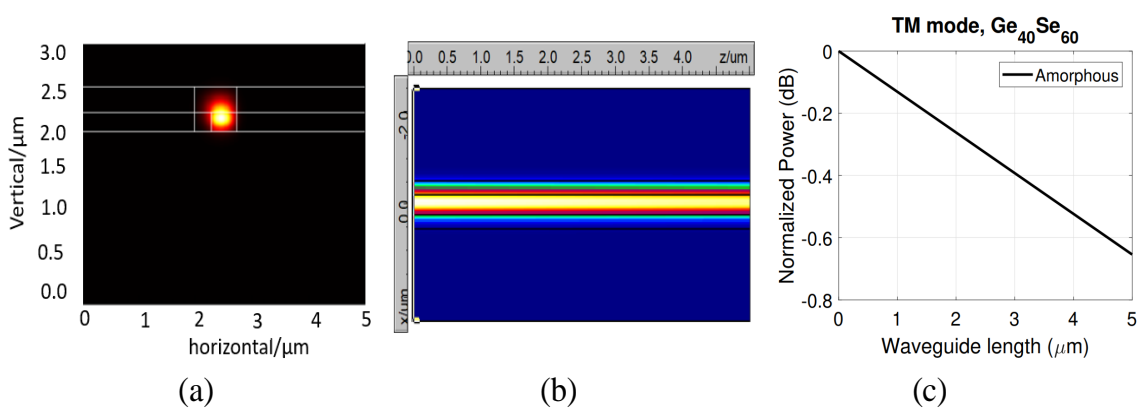 3.0
2.5
2.0
1.5
1.0
0.5
0.0
Vertical/μm
0 1 2 3 4 5
horizontal/μm
(a)
0.0 0.5 1.0 1.5 2.0 2.5 3.0 3.5 4.0 z/um
-2.0
0.0
x/um
(b)
TM mode, Ge40Se60
Amorphous
0
-0.2
-0.4
-0.6
-0.8
Normalized Power (dB)
0 1 2 3 4 5
Waveguide length (μm)
(c)